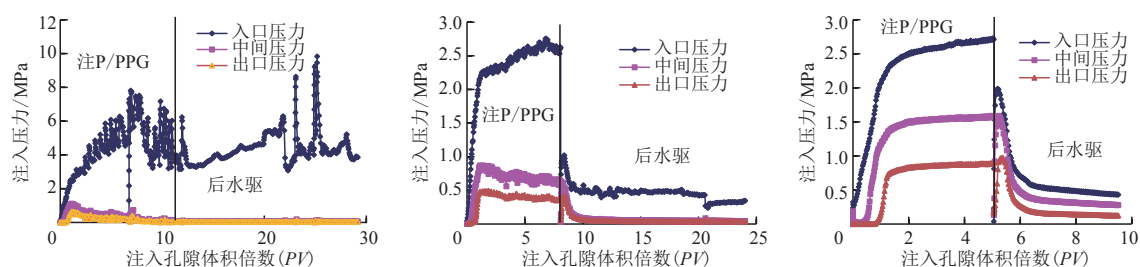 12
10
8
6
4
2
0
0
10
20
30
注入压力/MPa
注入孔隙体积倍数(PV)
注P/PPG
后水驱
入口压力
中间压力
出口压力
3.0
2.5
2.0
1.5
1.0
0.5
0
0
5
10
15
20
25
注入压力/MPa
注入孔隙体积倍数(PV)
注P/PPG
后水驱
入口压力
中间压力
出口压力
3.0
2.5
2.0
1.5
1.0
0.5
0
2
4
6
8
10
注入压力/MPa
注入孔隙体积倍数(PV)
注P/PPG
后水驱
入口压力
中间压力
出口压力